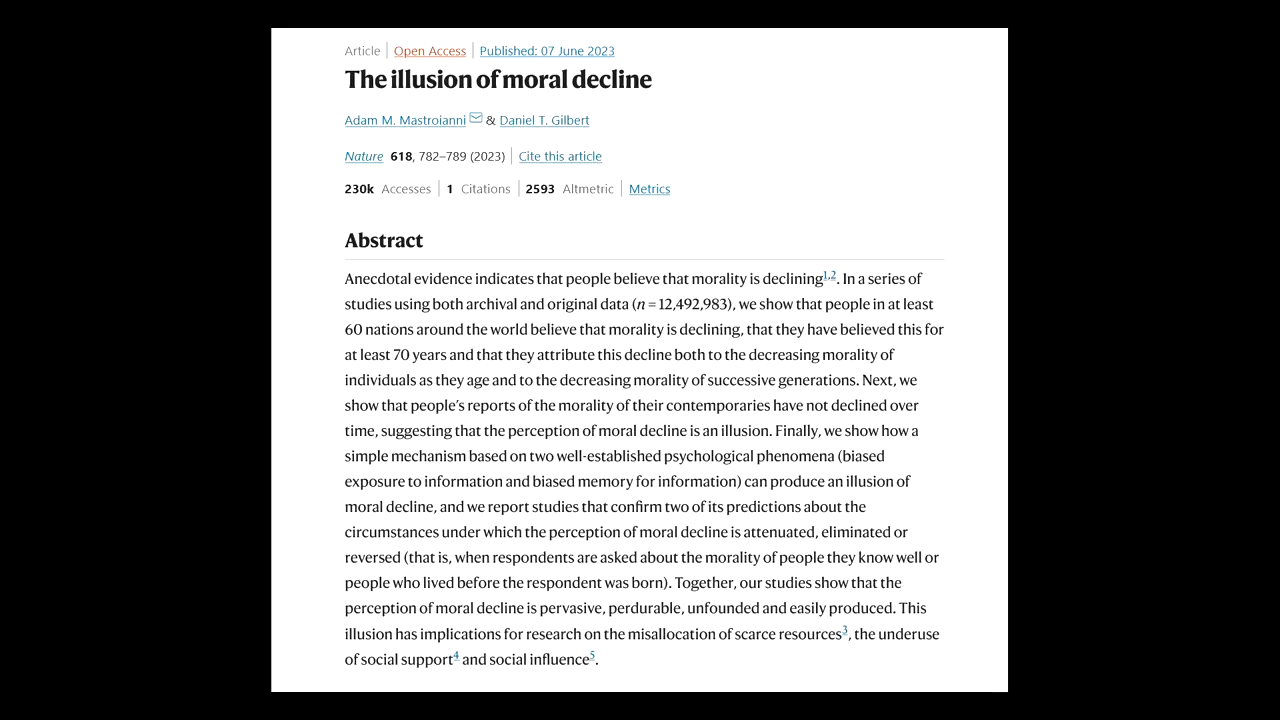 Article | Open Access | Published: 07 June 2023
The illusion of moral decline
Adam M. Mastroianni & Daniel T. Gilbert
Nature 618, 782–789 (2023) | Cite this article
230k Accesses | 1 Citations | 2593 Altmetric | Metrics
Abstract
Anecdotal evidence indicates that people believe that morality is declining1,2. In a series of
studies using both archival and original data (n = 12,492,983), we show that people in at least
60 nations around the world believe that morality is declining, that they have believed this for
at least 70 years and that they attribute this decline both to the decreasing morality of
individuals as they age and to the decreasing morality of successive generations. Next, we
show that people’s reports of the morality of their contemporaries have not declined over
time, suggesting that the perception of moral decline is an illusion. Finally, we show how a
simple mechanism based on two well-established psychological phenomena (biased
exposure to information and biased memory for information) can produce an illusion of
moral decline, and we report studies that confirm two of its predictions about the
circumstances under which the perception of moral decline is attenuated, eliminated or
reversed (that is, when respondents are asked about the morality of people they know well or
people who lived before the respondent was born). Together, our studies show that the
perception of moral decline is pervasive, perdurable, unfounded and easily produced. This
illusion has implications for research on the misallocation of scarce resources3, the underuse
of social support4 and social influence5.